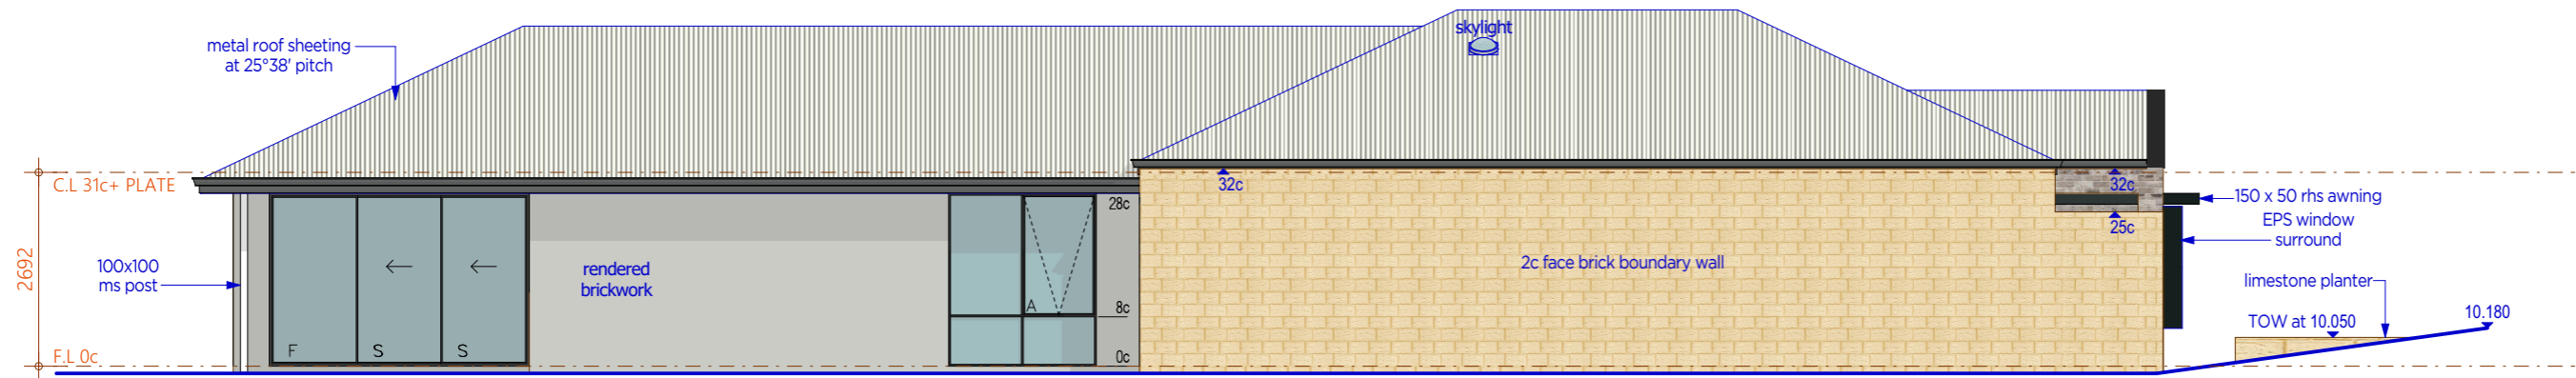 metal roof sheeting
at 25°38' pitch
skylight
C.L 31c+ PLATE
2692
F.L 0c
100x100
ms post
F
S
S
rendered
brickwork
A
28c
8c
0c
32c
2c face brick boundary wall
32c
25c
150 x 50 rhs awning
EPS window
surround
limestone planter
TOW at 10.050
10.180